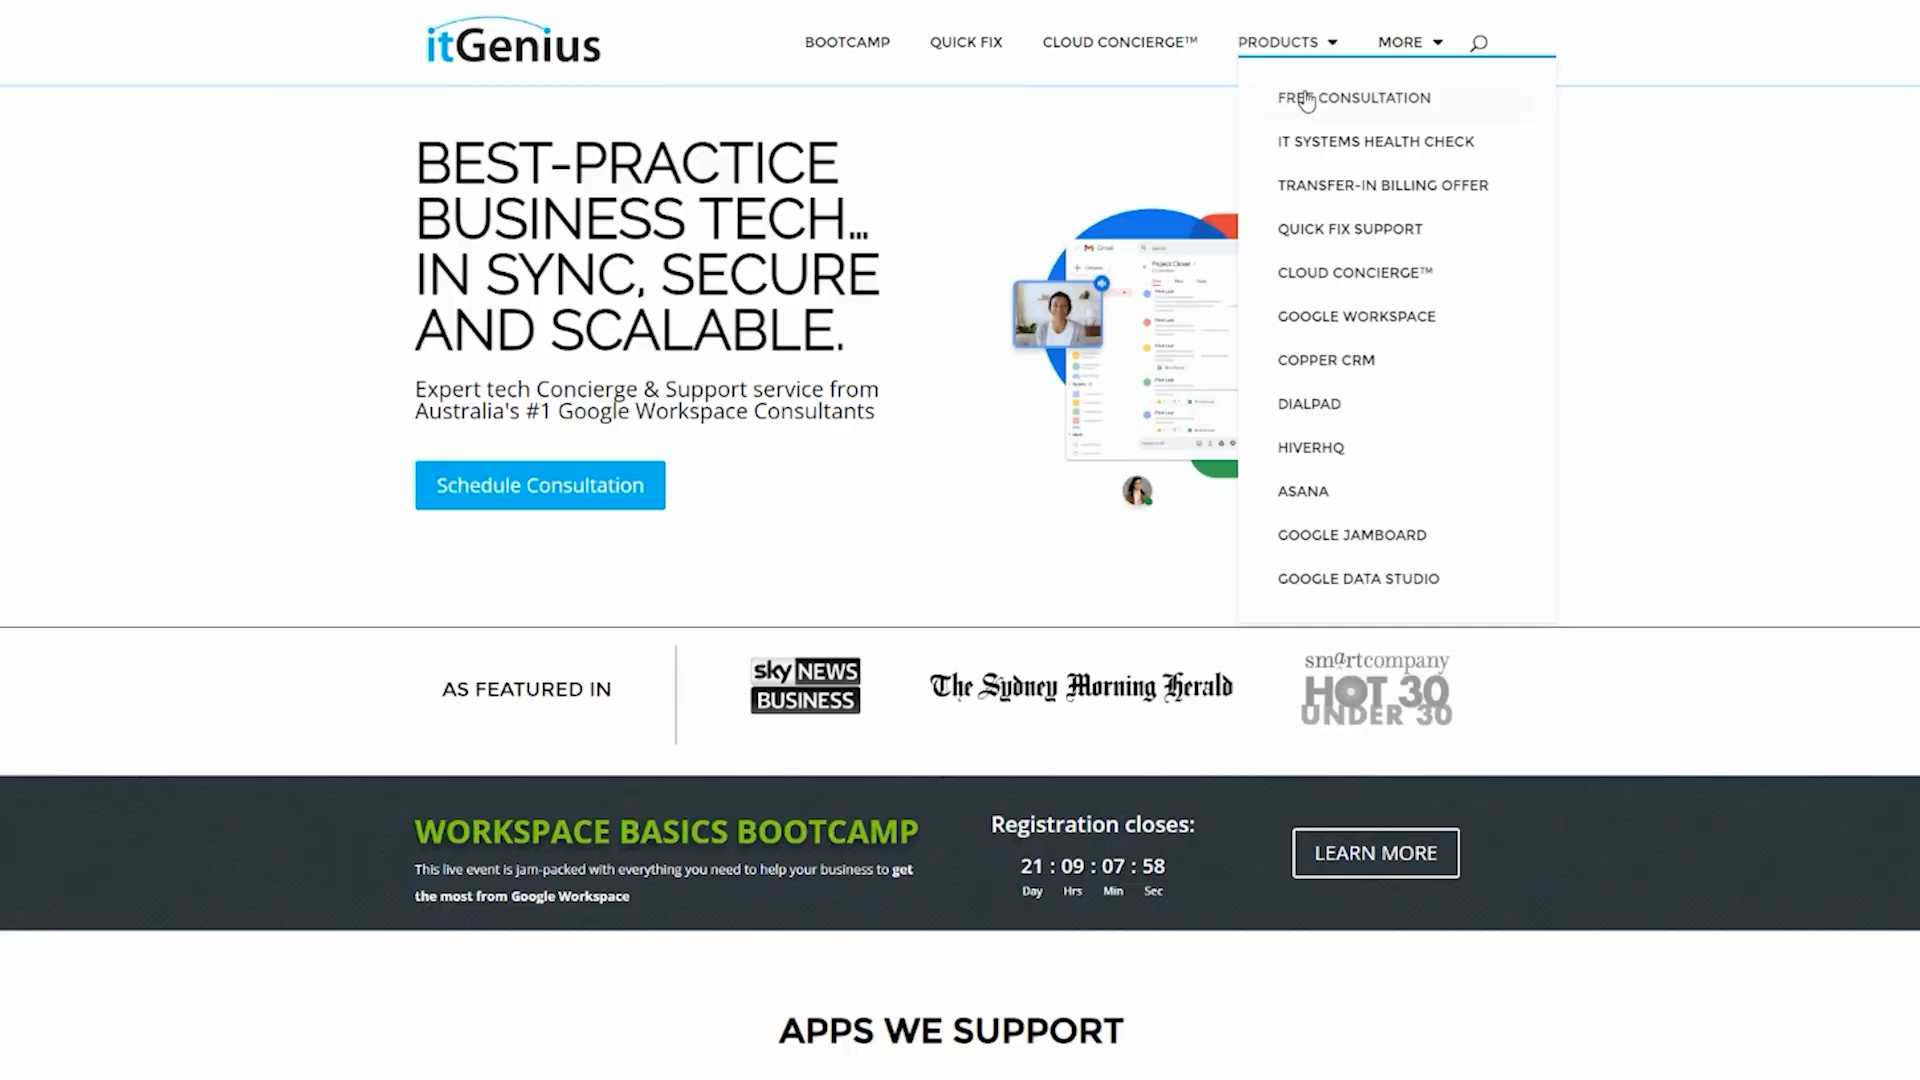 itGenius
BOOTCAMP
QUICK FIX
CLOUD CONCIERGE™
PRODUCTS
MORE
FREE CONSULTATION
IT SYSTEMS HEALTH CHECK
TRANSFER-IN BILLING OFFER
QUICK FIX SUPPORT
CLOUD CONCIERGE™
GOOGLE WORKSPACE
COPPER CRM
DIALPAD
HIVERHQ
ASANA
GOOGLE JAMBOARD
GOOGLE DATA STUDIO
BEST-PRACTICE
BUSINESS TECH...
IN SYNC, SECURE
AND SCALABLE.
Expert tech Concierge & Support service from
Australia's #1 Google Workspace Consultants
Schedule Consultation
Gmail
Project Clover
AS FEATURED IN
sky NEWS
BUSINESS
The Sydney Morning Herald
smartcompany
HOT 30
UNDER 30
WORKSPACE BASICS BOOTCAMP
This live event is jam-packed with everything you need to help your business to get
the most from Google Workspace
Registration closes:
21 : 09 : 07 : 58
Day Hrs Min Sec
LEARN MORE
APPS WE SUPPORT